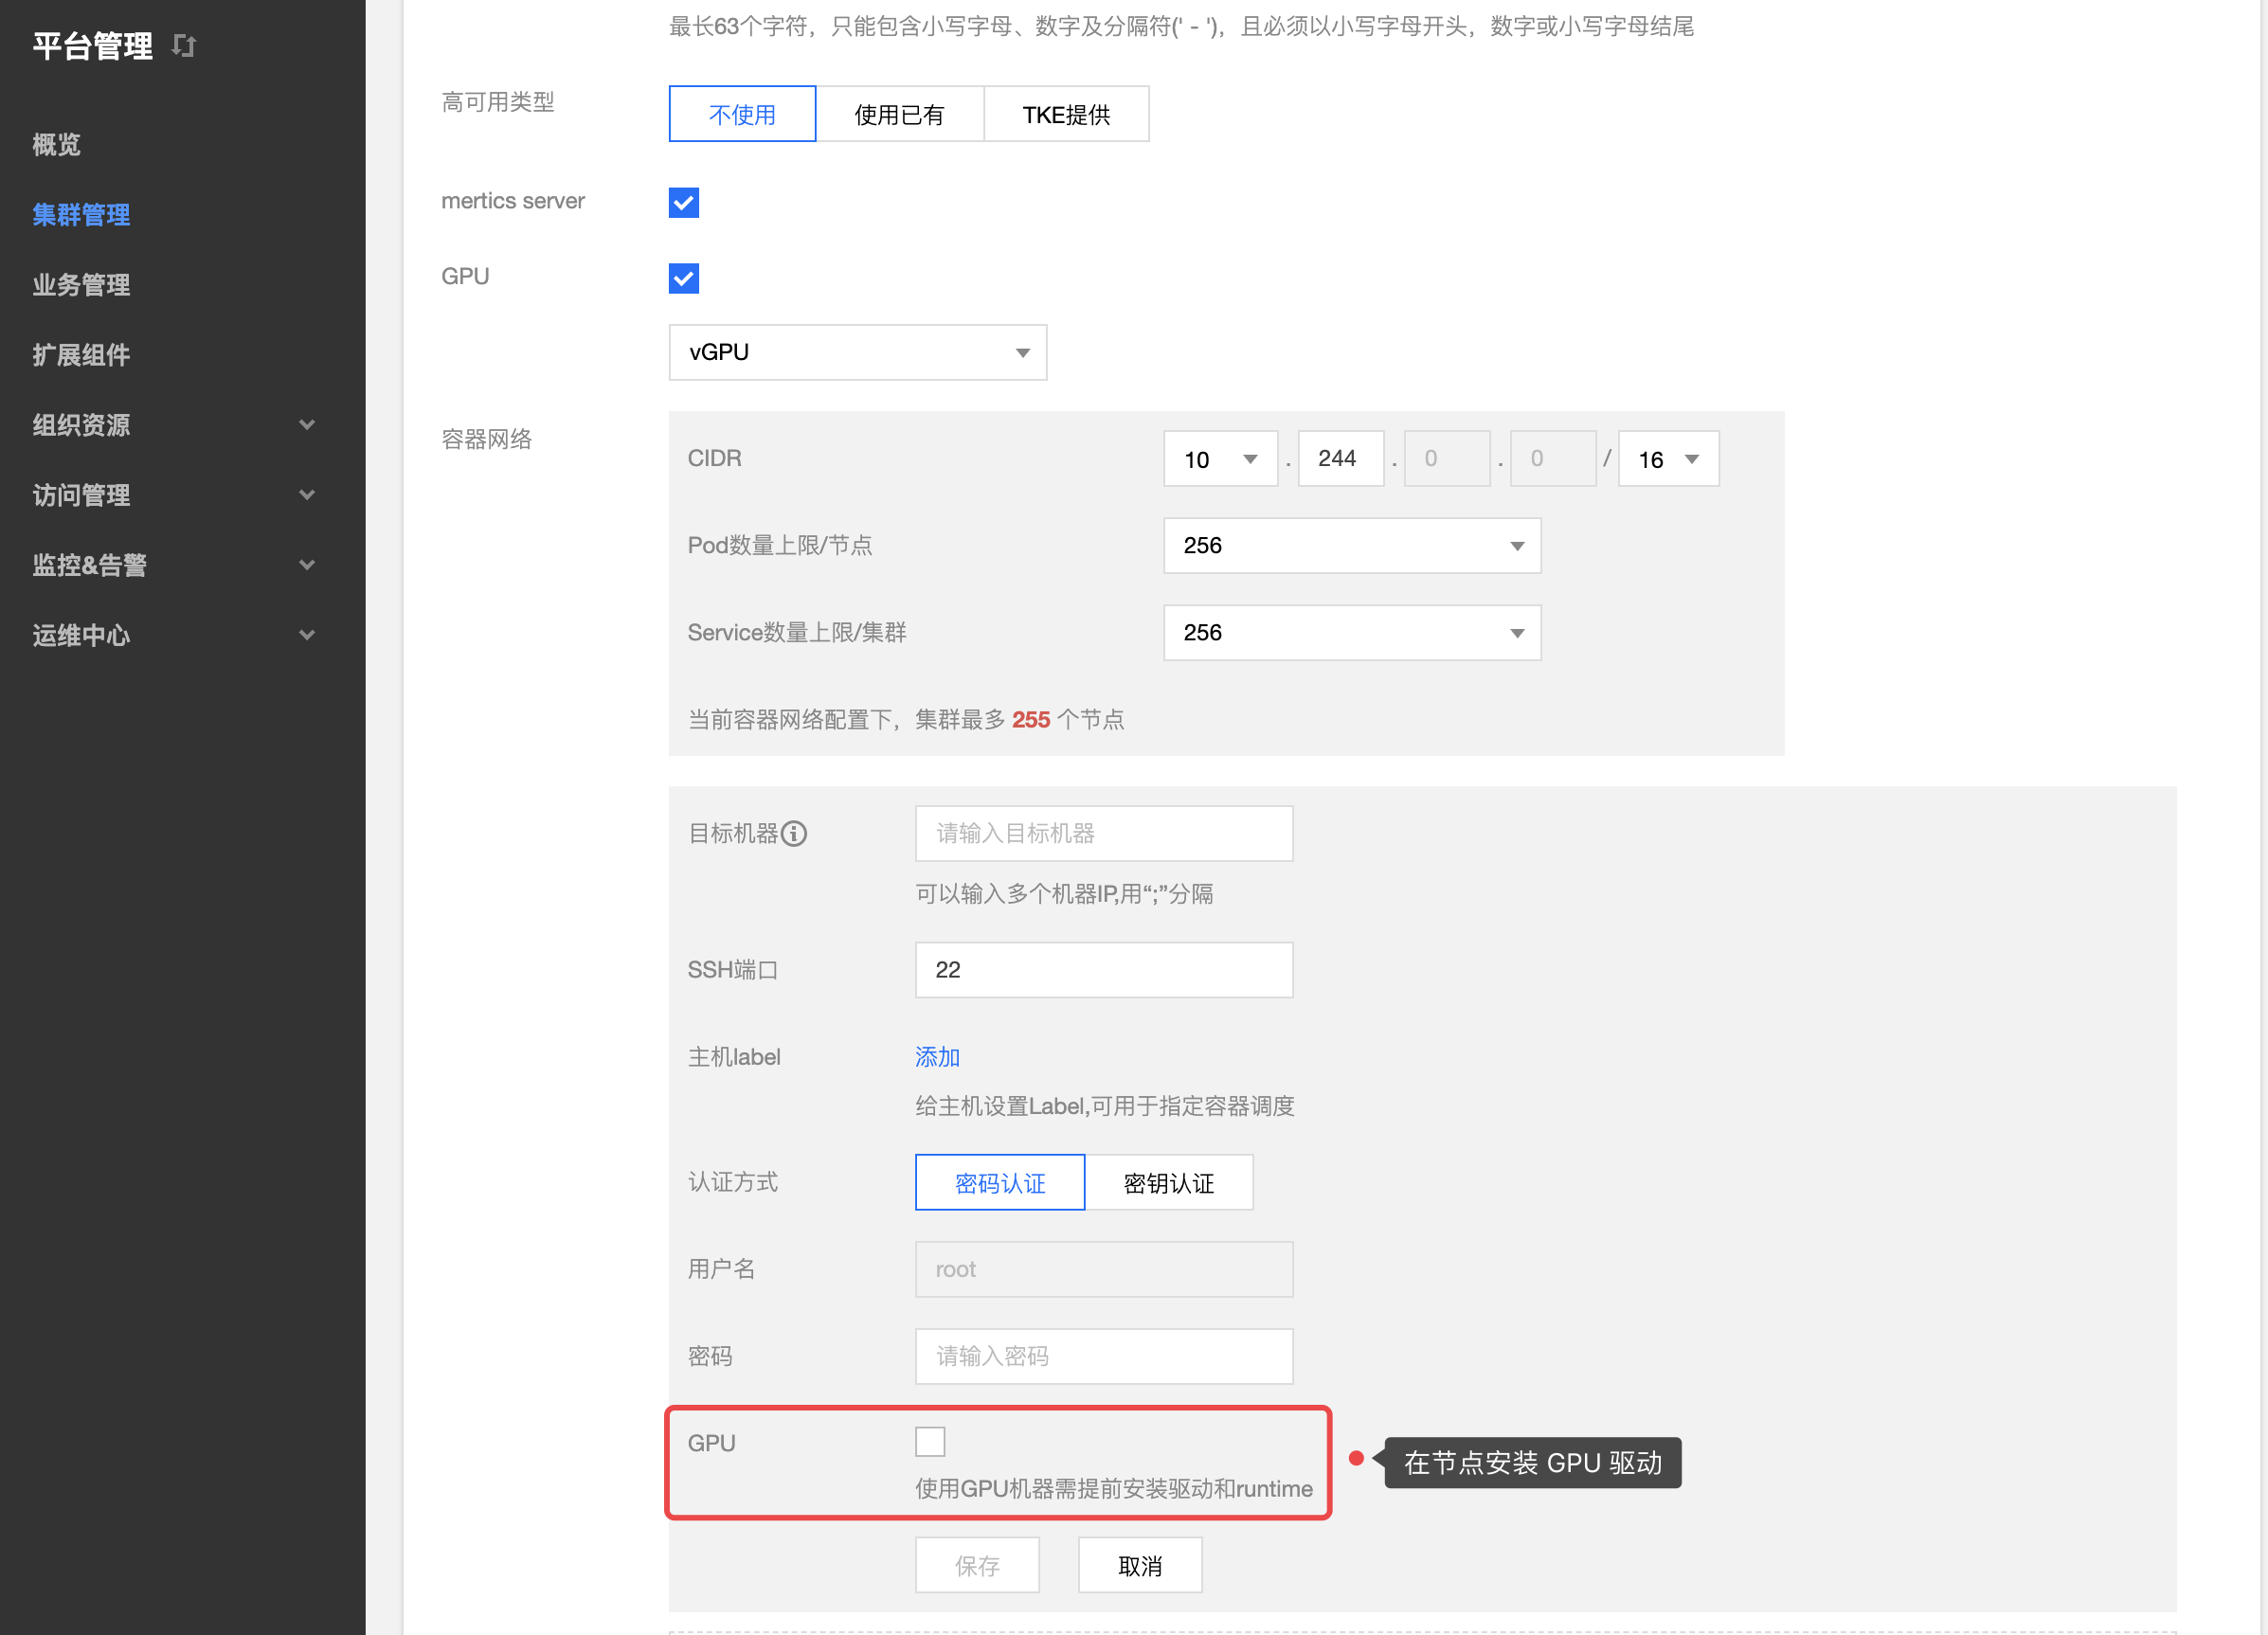 平台管理
概览
集群管理
业务管理
扩展组件
组织资源
访问管理
监控&告警
运维中心
最长63个字符，只能包含小写字母、数字及分隔符(' - ')，且必须以小写字母开头，数字或小写字母结尾
高可用类型 不使用 使用已有 TKE提供
mertics server
GPU
vGPU
容器网络
CIDR 10 . 244 . 0 . 0 / 16
Pod数量上限/节点 256
Service数量上限/集群 256
当前容器网络配置下，集群最多 255 个节点
目标机器 请输入目标机器
可以输入多个机器IP,用“;”分隔
SSH端口 22
主机label 添加
给主机设置Label,可用于指定容器调度
认证方式 密码认证 密钥认证
用户名 root
密码 请输入密码
GPU
使用GPU机器需提前安装驱动和runtime
在节点安装 GPU 驱动
保存 取消